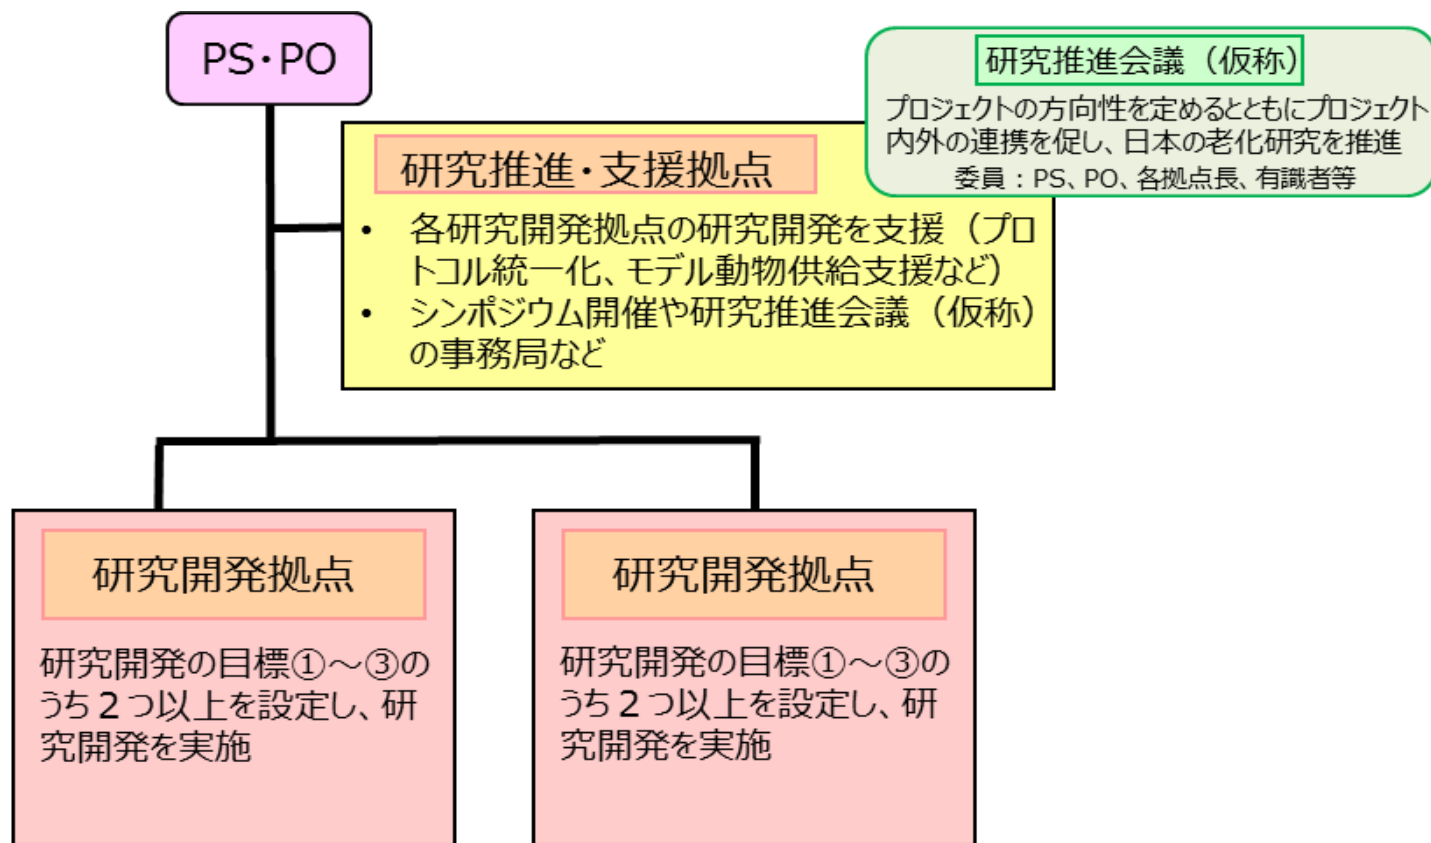 PS・PO
研究推進会議（仮称）
プロジェクトの方向性を定めるとともにプロジェクト
内外の連携を促し、日本の老化研究を推進
委員：PS、PO、各拠点長、有識者等
研究推進・支援拠点
• 各研究開発拠点の研究開発を支援（プロ
トコル統一化、モデル動物供給支援など）
• シンポジウム開催や研究推進会議（仮称）
の事務局など
研究開発拠点
研究開発の目標①～③の
うち２つ以上を設定し、研
究開発を実施
研究開発拠点
研究開発の目標①～③の
うち２つ以上を設定し、研
究開発を実施